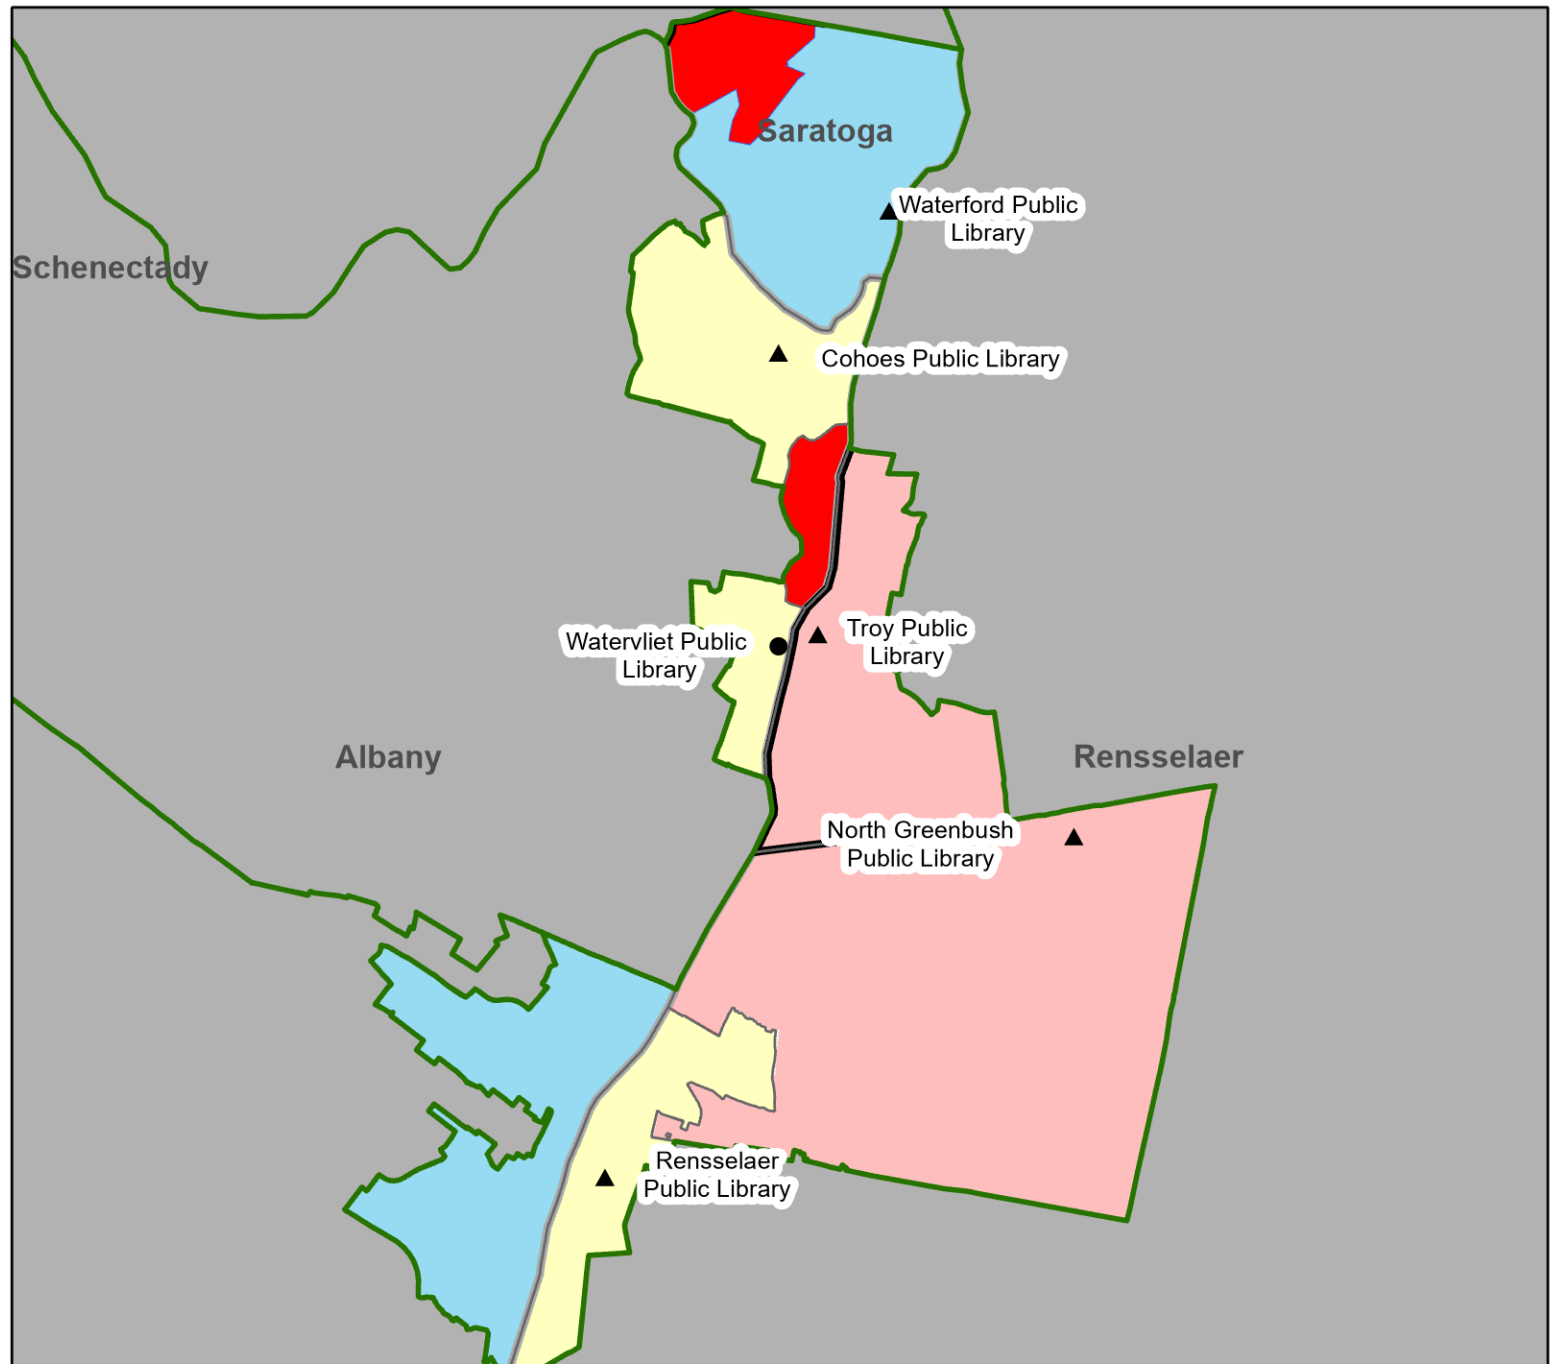 Saratoga
Waterford Public
Library
Schenectady
Cohoes Public Library
Watervliet Public
Library
Troy Public
Library
Albany
Rensselaer
North Greenbush
Public Library
Rensselaer
Public Library